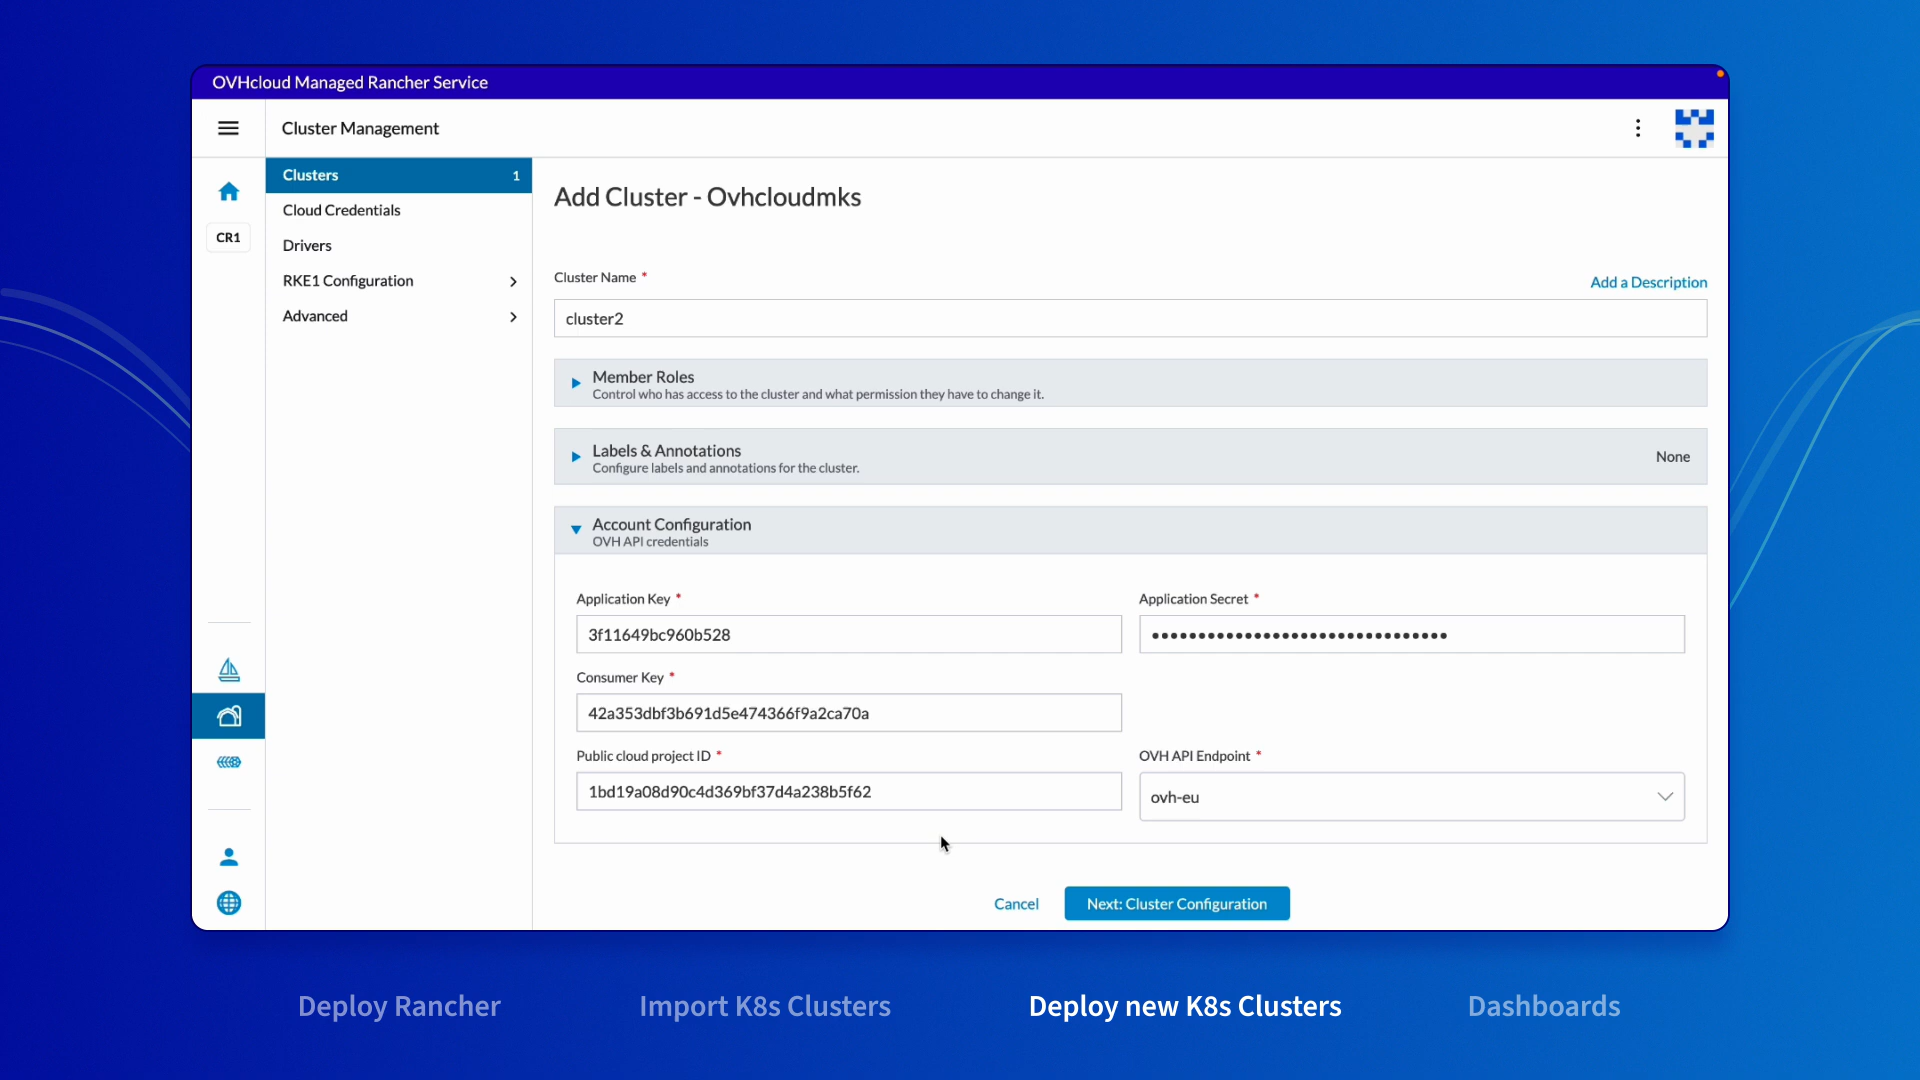 OVHcloud Managed Rancher Service
Cluster Management
CR1
Clusters 1
Cloud Credentials
Drivers
RKE1 Configuration
Advanced
Add Cluster - Ovhcloudmks
Cluster Name *
Add a Description
cluster2
Member Roles
Control who has access to the cluster and what permission they have to change it.
Labels & Annotations
Configure labels and annotations for the cluster.
None
Account Configuration
OVH API credentials
Application Key *
3f11649bc960b528
Application Secret *
••••••••••••••••••••••••••••••••
Consumer Key *
42a353dbf3b691d5e474366f9a2ca70a
Public cloud project ID *
1bd19a08d90c4d369bf37d4a238b5f62
OVH API Endpoint *
ovh-eu
Cancel
Next: Cluster Configuration
Deploy Rancher
Import K8s Clusters
Deploy new K8s Clusters
Dashboards